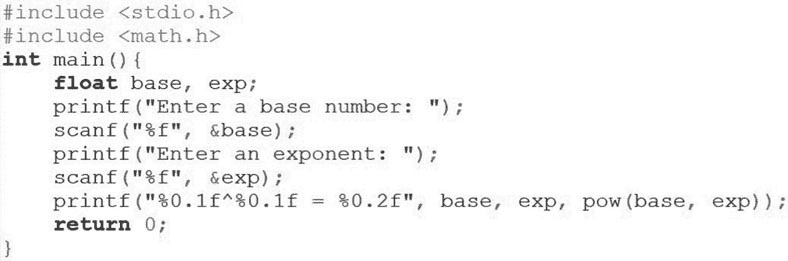 #include <stdio.h>
#include <math.h>
int main(){
    float base, exp;
    printf("Enter a base number: ");
    scanf("%f", &base);
    printf("Enter an exponent: ");
    scanf("%f", &exp);
    printf("%0.1f^%0.1f = %0.2f", base, exp, pow(base, exp));
    return 0;
}